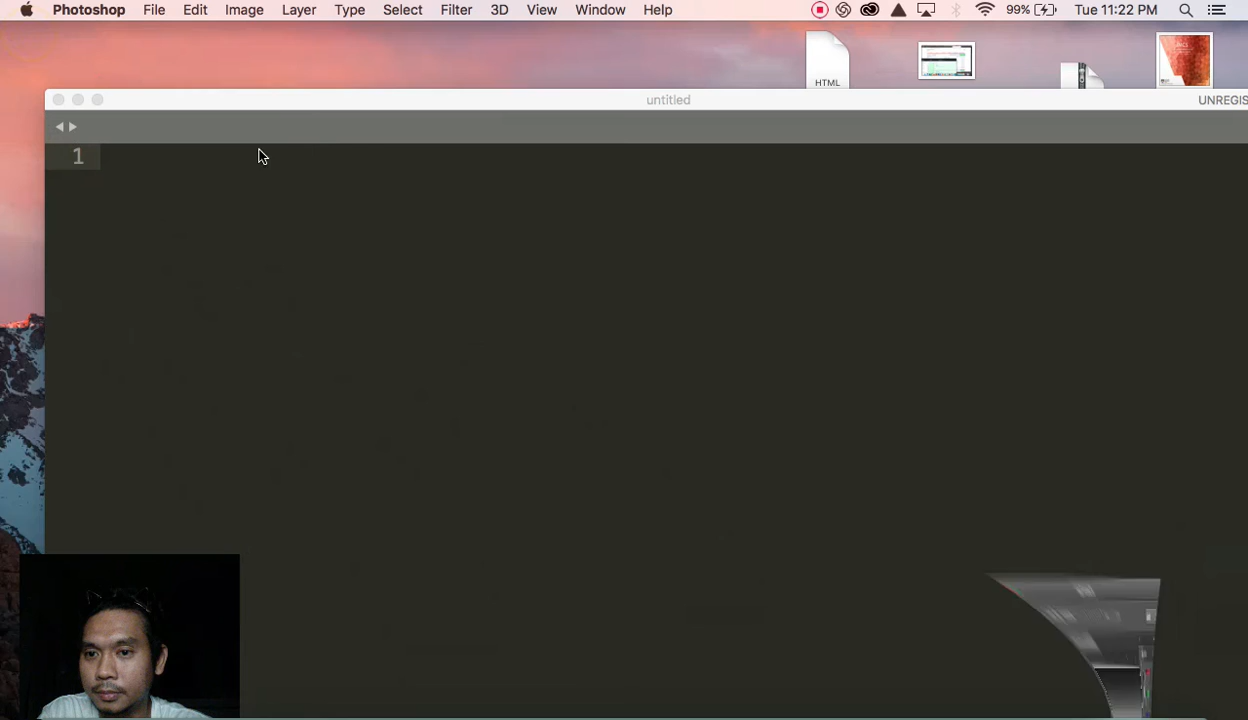 Photoshop File Edit Image Layer Type Select Filter 3D View Window Help 99% Tue 11:22 PM
HTML
untitled UNREGIS
1